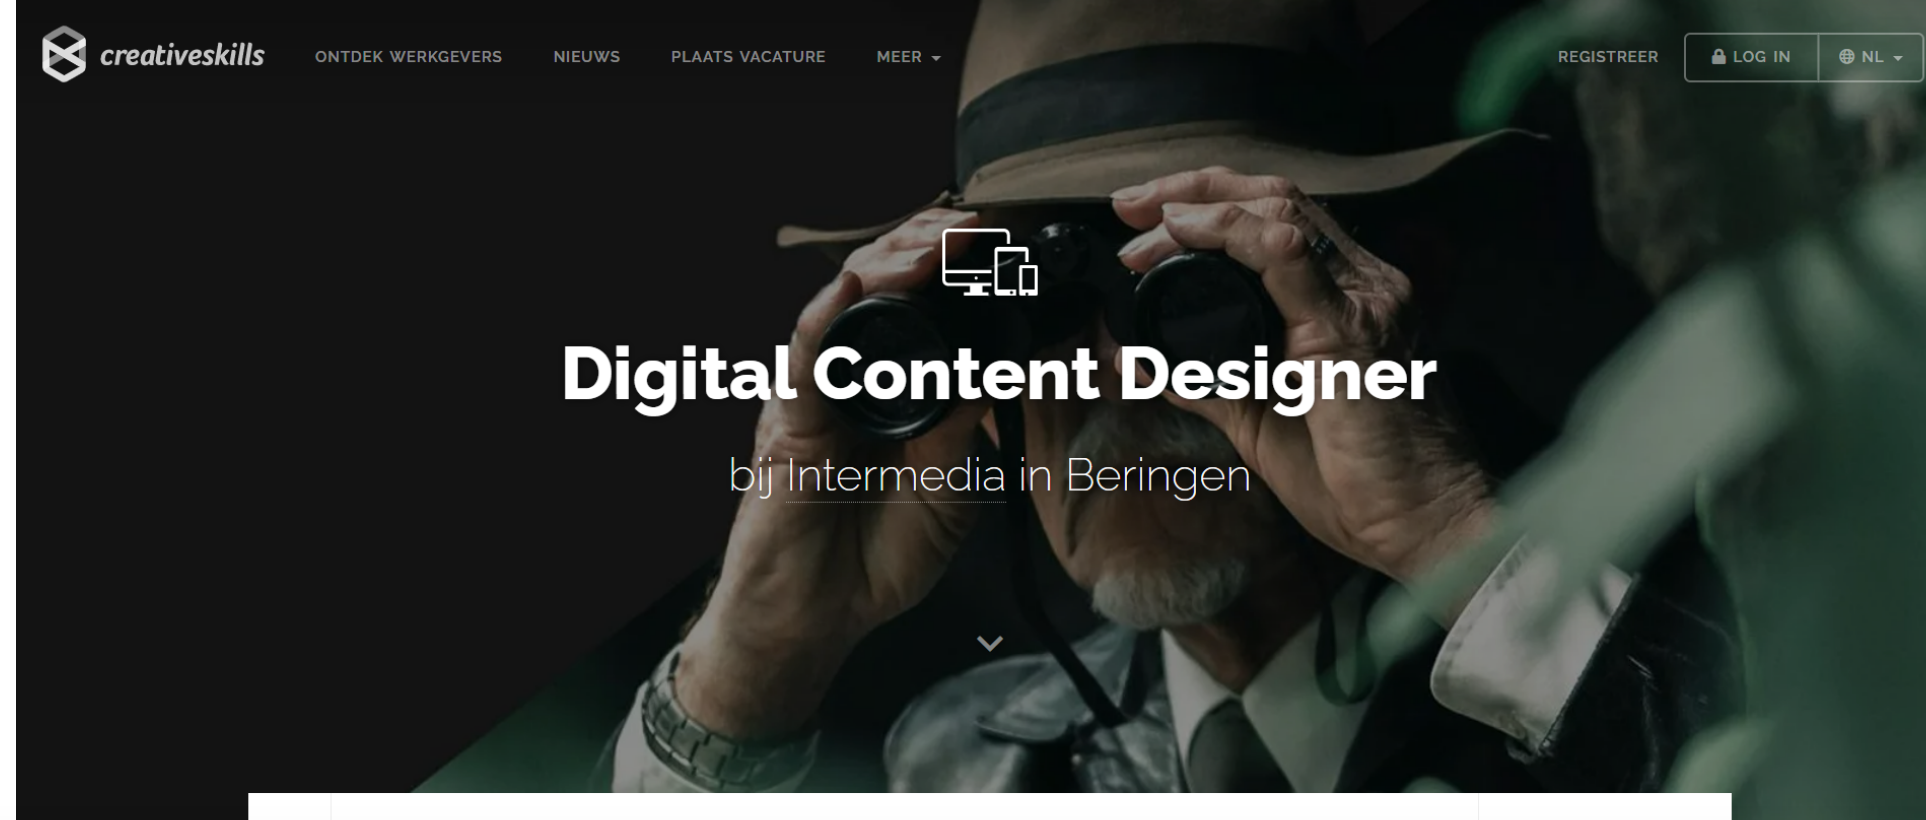 creativeskills
ONTDEK WERKGEVERS
NIEUWS
PLAATS VACATURE
MEER
REGISTREER
LOG IN
NL
Digital Content Designer
bij Intermedia in Beringen